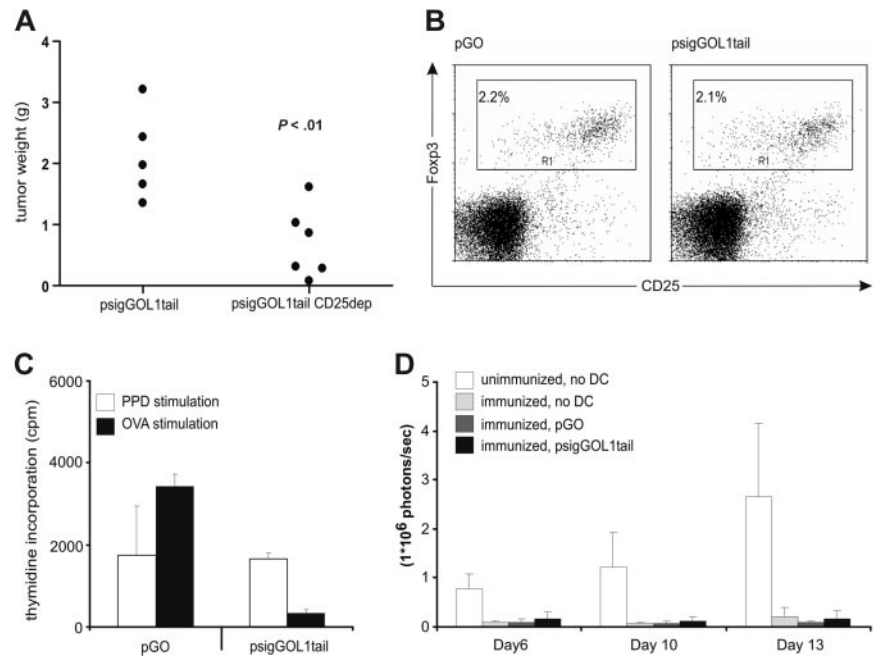 A
tumor weight (g)
4
3
2
1
0
P < .01
psigGOL1tail
psigGOL1tail CD25dep
B
pGO
psigGOL1tail
2.2%
R1
2.1%
R1
Foxp3
CD25
C
thymidine incorporation (cpm)
6000
4000
2000
0
PPD stimulation
OVA stimulation
pGO
psigGOL1tail
D
(1*10⁶ photons/sec)
5
4
3
2
1
0
unimmunized, no DC
immunized, no DC
immunized, pGO
immunized, psigGOL1tail
Day6
Day 10
Day 13